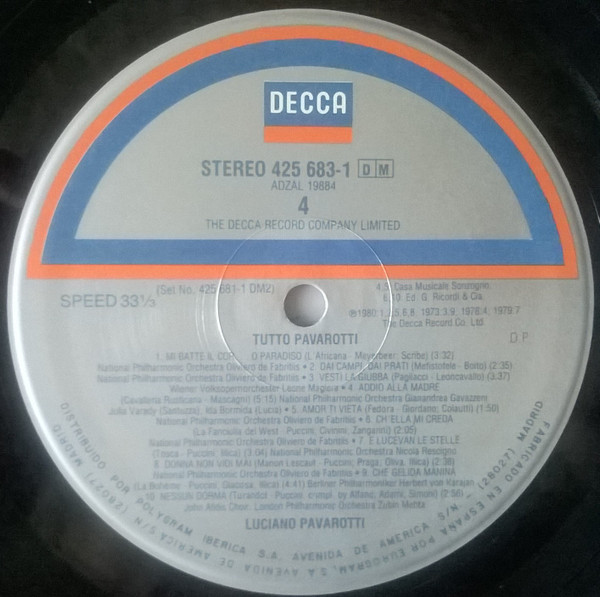 DECCA
STEREO 425 683-1 DM
ADZAL 19884
4
THE DECCA RECORD COMPANY LIMITED
SPEED 33⅓
(Set No. 425 681-1 DM2)
4,5 Casa Musicale Sonzogno
6,10 Ed. G. Ricordi & Cia.
℗1980:1,2,5,6,8, 1973:3,9, 1978:4, 1979:7
The Decca Record Co. Ltd.
D.P.
TUTTO PAVAROTTI
1. MI BATTE IL COR O PARADISO (L'Africana - Meyerbeer: Scribe) (3:32)
National Philharmonic Orchestra Oliviero de Fabritiis • 2. DAI CAMPI, DAI PRATI (Mefistofele - Boito) (2:35)
National Philharmonic Orchestra Oliviero de Fabritiis • 3. VESTI LA GIUBBA (Pagliacci - Leoncavallo) (3:37)
Wiener Volksopernorchester Leone Magiera • 4. ADDIO ALLA MADRE
(Cavalleria Rusticana - Mascagni) (5:15) National Philharmonic Orchestra Gianandrea Gavazzeni
Julia Varady (Santuzza), Ida Bormida (Lucia) • 5. AMOR TI VIETA (Fedora - Giordano; Colautti) (1:50)
National Philharmonic Orchestra Oliviero de Fabritiis • 6. CH'ELLA MI CREDA
(La Fanciulla del West - Puccini: Civinini; Zangarini) (2:05)
National Philharmonic Orchestra Oliviero de Fabritiis • 7. E LUCEVAN LE STELLE
(Tosca - Puccini: Illica) (3:04) National Philharmonic Orchestra Nicola Rescigno
8. DONNA NON VIDI MAI (Manon Lescaut - Puccini; Praga; Oliva, Illica) (2:38)
National Philharmonic Orchestra Oliviero de Fabritiis • 9. CHE GELIDA MANINA
(La Bohème - Puccini, Giacosa, Illica) (4:41) Berliner Philharmoniker Herbert von Karajan
10. NESSUN DORMA (Turandot - Puccini compl. by Alfano; Adami, Simoni) (2:56)
John Alldis Choir, London Philharmonic Orchestra Zubin Mehta
LUCIANO PAVAROTTI
FABRICADO EN ESPAÑA POR EUROGRAM, S.A. AVENIDA DE AMERICA S/N (28027) MADRID
DISTRIBUIDO POR POLYGRAM IBERICA S.A. AVENIDA DE AMERICA S/N - (28027) MADRID